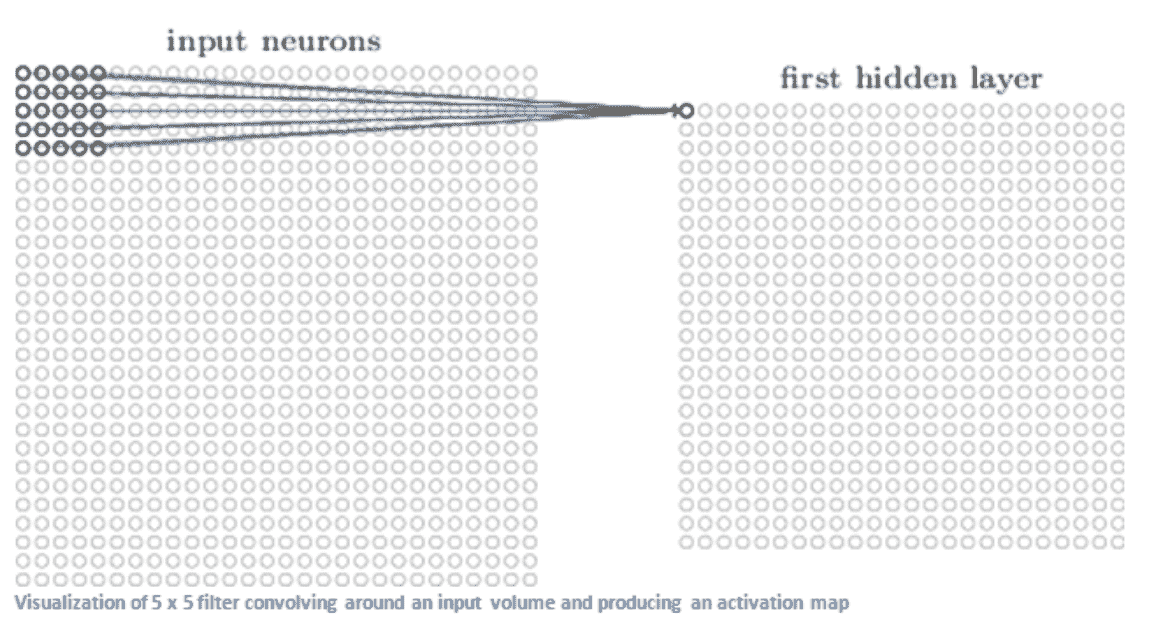 input neurons
first hidden layer
Visualization of 5 x 5 filter convolving around an input volume and producing an activation map